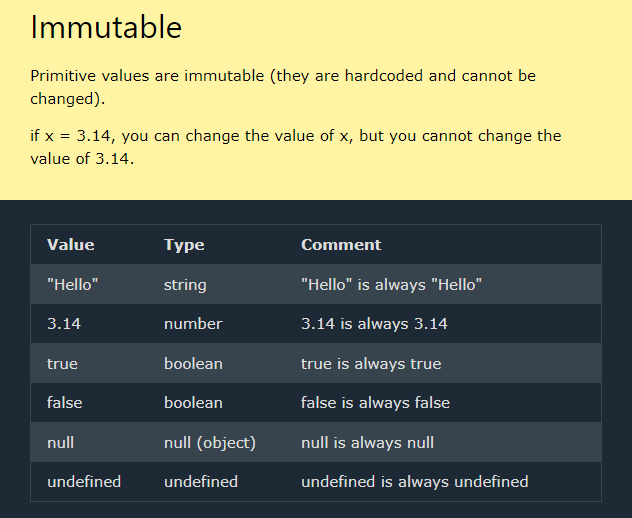 Immutable
Primitive values are immutable (they are hardcoded and cannot be
changed).
if x = 3.14, you can change the value of x, but you cannot change the
value of 3.14.
Value Type Comment
"Hello" string "Hello" is always "Hello"
3.14 number 3.14 is always 3.14
true boolean true is always true
false boolean false is always false
null null (object) null is always null
undefined undefined undefined is always undefined